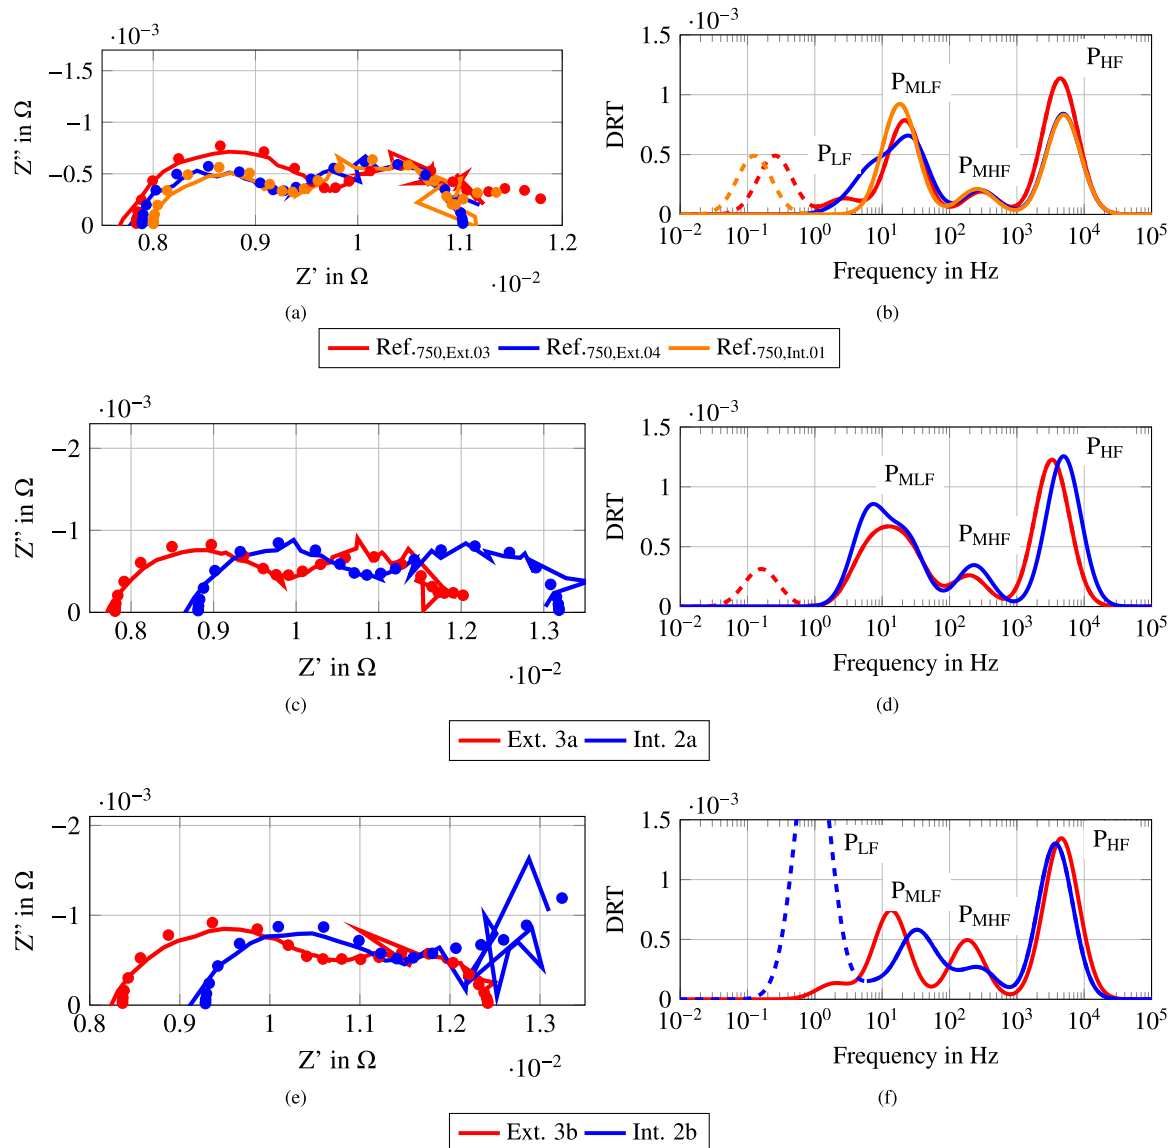 ·10⁻³
Z'' in Ω
−1.5
−1
−0.5
0
0.8 0.9 1 1.1 1.2
Z' in Ω
·10⁻²
(a)
·10⁻³
DRT
1.5
1
0.5
0
P_LF P_MLF P_MHF P_HF
10⁻² 10⁻¹ 10⁰ 10¹ 10² 10³ 10⁴ 10⁵
Frequency in Hz
(b)
Ref.750,Ext.03 Ref.750,Ext.04 Ref.750,Int.01
·10⁻³
Z'' in Ω
−2
−1
0
0.8 0.9 1 1.1 1.2 1.3
Z' in Ω
·10⁻²
(c)
·10⁻³
DRT
1.5
1
0.5
0
P_MLF P_MHF P_HF
10⁻² 10⁻¹ 10⁰ 10¹ 10² 10³ 10⁴ 10⁵
Frequency in Hz
(d)
Ext. 3a Int. 2a
·10⁻³
Z'' in Ω
−2
−1
0
0.8 0.9 1 1.1 1.2 1.3
Z' in Ω
·10⁻²
(e)
·10⁻³
DRT
1.5
1
0.5
0
P_LF P_MLF P_MHF P_HF
10⁻² 10⁻¹ 10⁰ 10¹ 10² 10³ 10⁴ 10⁵
Frequency in Hz
(f)
Ext. 3b Int. 2b